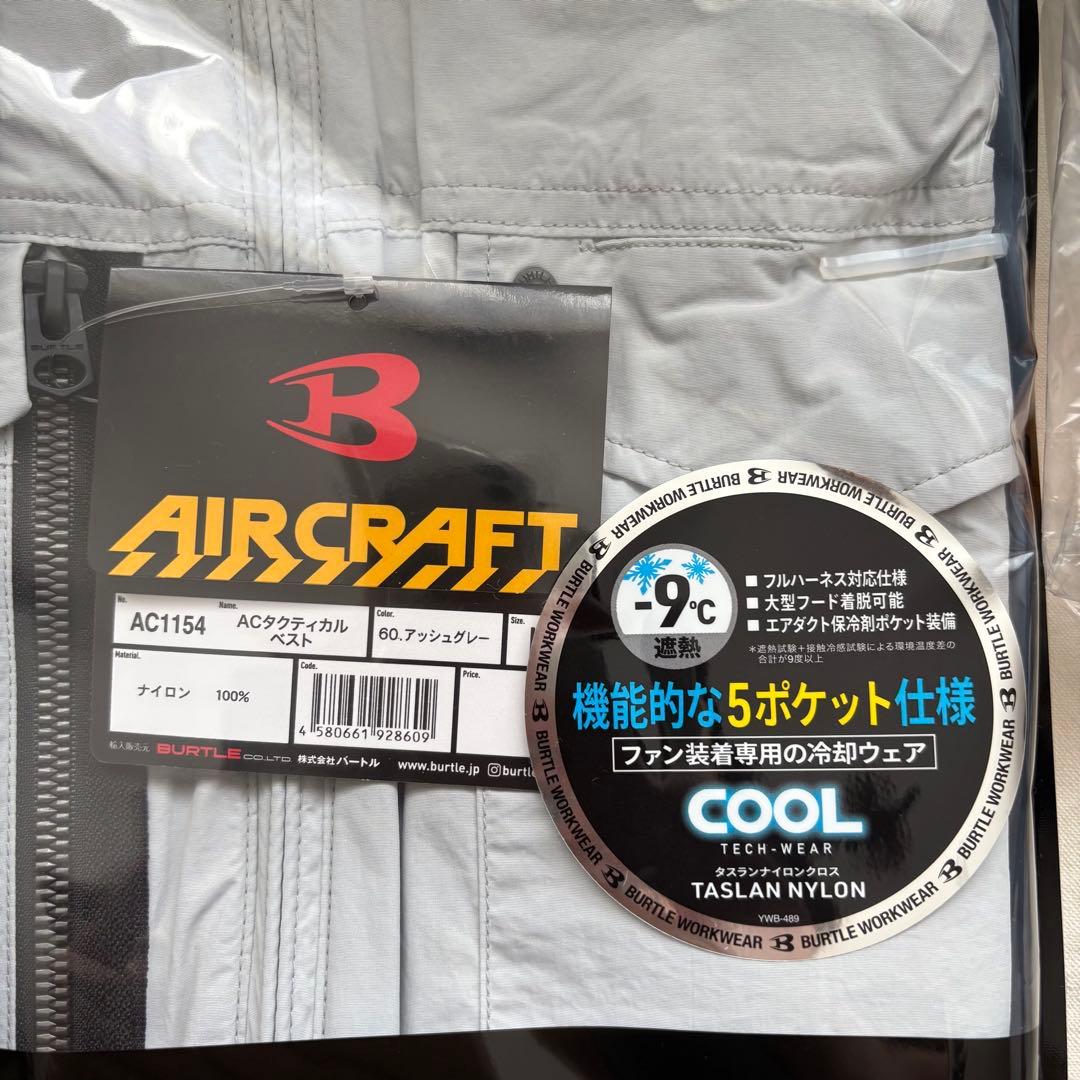 BURTLE
B
AIRCRAFT
No.
AC1154
Name.
ACタクティカル
ベスト
Color.
60.アッシュグレー
Size.
Material.
ナイロン 100%
Code.
4 580661 928609
Price.
輸入販売元 BURTLE CO.,LTD. 株式会社バートル www.burtle.jp burtl
-9℃
遮熱
■フルハーネス対応仕様
■大型フード着脱可能
■エアダクト保冷剤ポケット装備
＊遮熱試験＋接触冷感試験による環境温度差の
合計が9度以上
機能的な5ポケット仕様
ファン装着専用の冷却ウェア
COOL
TECH-WEAR
タスランナイロンクロス
TASLAN NYLON
YWB-489
BURTLE WORKWEAR B BURTLE WORKWEAR B BURTLE WORKWEAR B BURTLE WORKWEAR B BURTLE WORKWEAR B BURTLE WORKWEAR B BURTLE WORKWEAR B